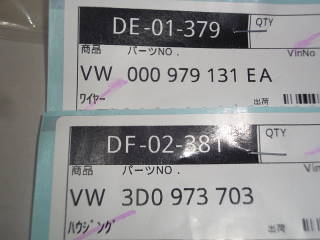 DE-01-379 QTY
商品 パーツNO. VinNo
VW 000 979 131 EA
ワイヤー 出荷
DF-02-381 QTY
商品 パーツNO.
VW 3D0 973 703
ハウジング 出荷